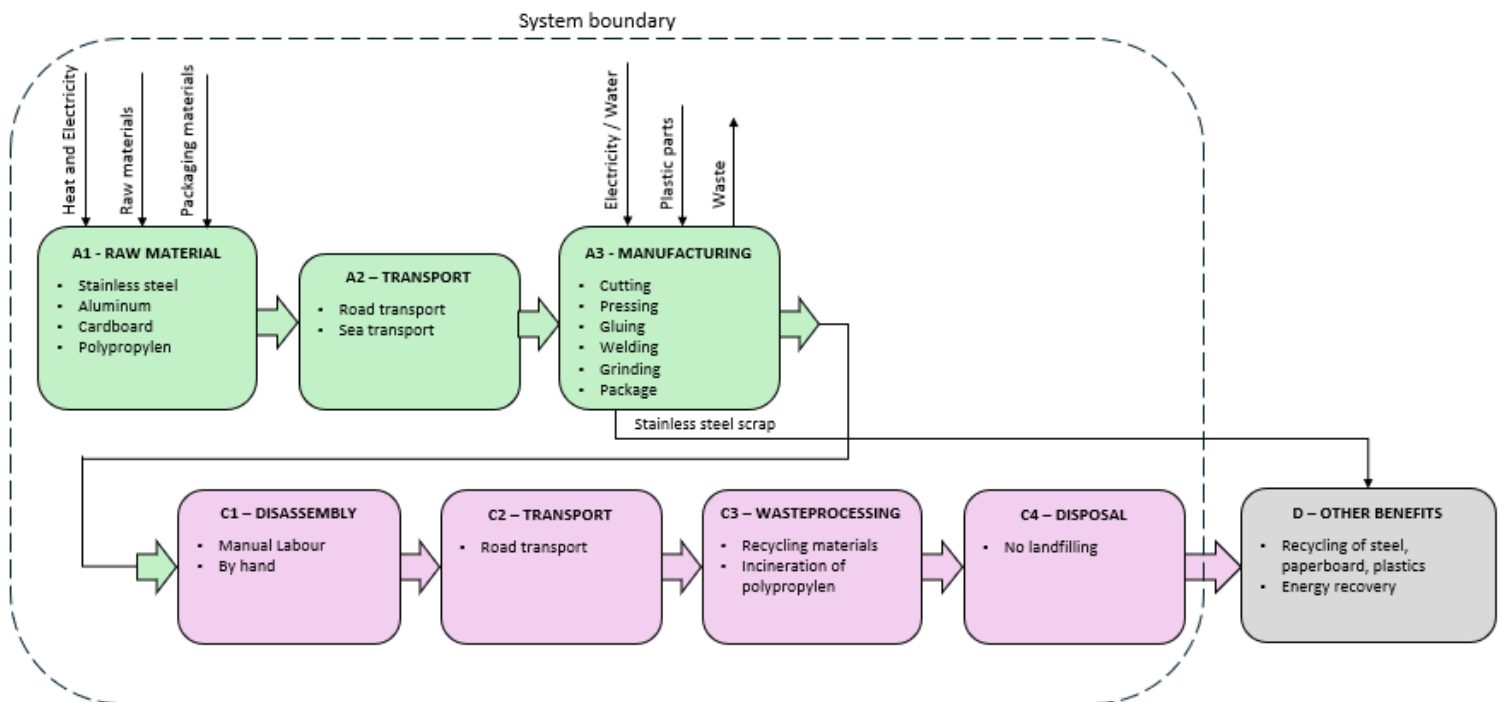 System boundary
Heat and Electricity
Raw materials
Packaging materials
Electricity / Water
Plastic parts
Waste
A1 - RAW MATERIAL
▪ Stainless steel
▪ Aluminum
▪ Cardboard
▪ Polypropylen
A2 – TRANSPORT
▪ Road transport
▪ Sea transport
A3 - MANUFACTURING
▪ Cutting
▪ Pressing
▪ Gluing
▪ Welding
▪ Grinding
▪ Package
Stainless steel scrap
C1 – DISASSEMBLY
▪ Manual Labour
▪ By hand
C2 – TRANSPORT
▪ Road transport
C3 – WASTEPROCESSING
▪ Recycling materials
▪ Incineration of
polypropylen
C4 – DISPOSAL
▪ No landfilling
D – OTHER BENEFITS
▪ Recycling of steel,
paperboard, plastics
▪ Energy recovery